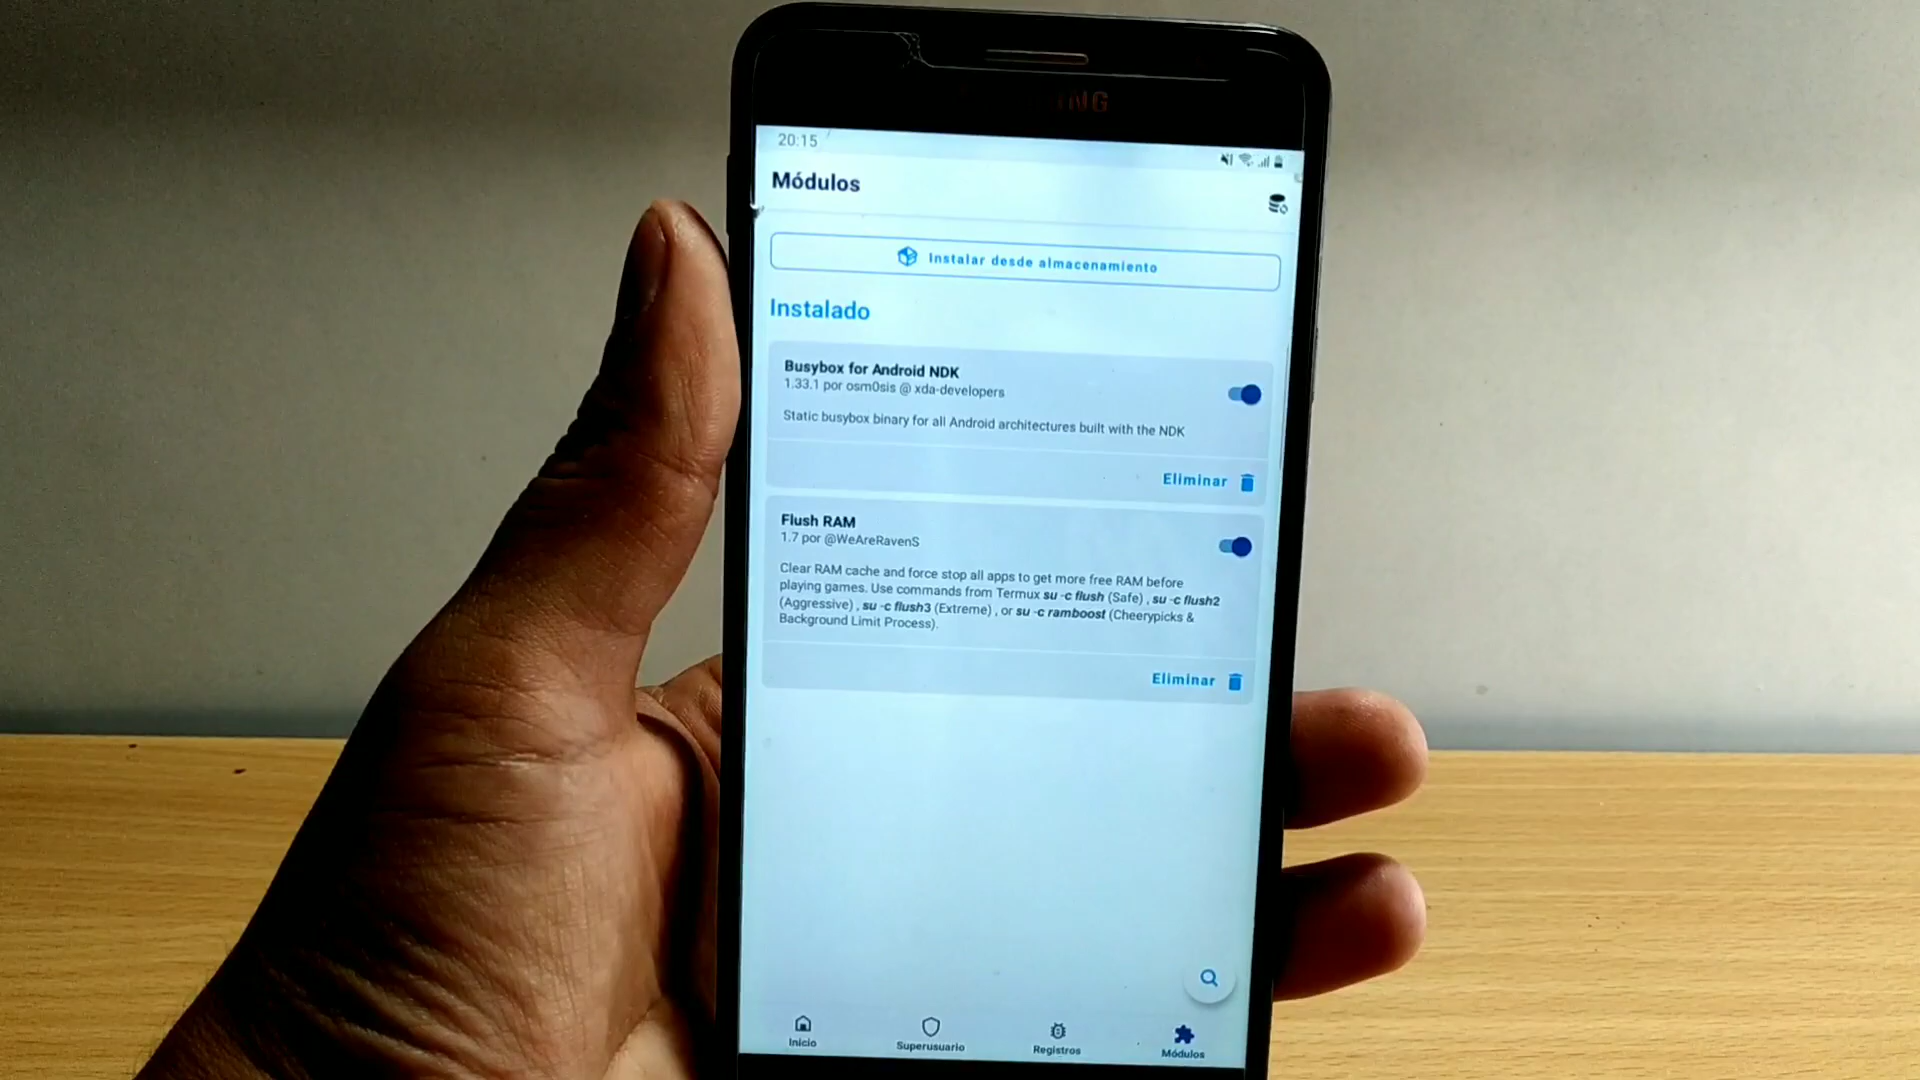 NG
20:15
Módulos
Instalar desde almacenamiento
Instalado
Busybox for Android NDK
1.33.1 por osm0sis @ xda-developers
Static busybox binary for all Android architectures built with the NDK
Eliminar
Flush RAM
1.7 por @WeAreRavenS
Clear RAM cache and force stop all apps to get more free RAM before
playing games. Use commands from Termux su -c flush (Safe) , su -c flush2
(Aggressive) , su -c flush3 (Extreme) , or su -c ramboost (Cheerypicks &
Background Limit Process).
Eliminar
Inicio
Superusuario
Registros
Módulos